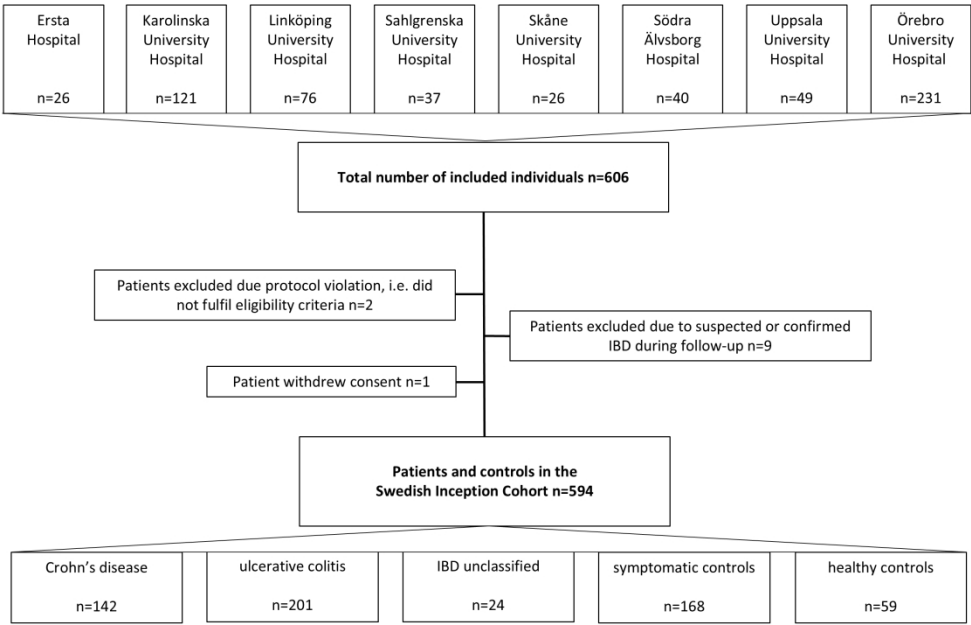 Ersta
Hospital
n=26
Karolinska
University
Hospital
n=121
Linköping
University
Hospital
n=76
Sahlgrenska
University
Hospital
n=37
Skåne
University
Hospital
n=26
Södra
Älvsborg
Hospital
n=40
Uppsala
University
Hospital
n=49
Örebro
University
Hospital
n=231
Total number of included individuals n=606
Patients excluded due protocol violation, i.e. did
not fulfil eligibility criteria n=2
Patients excluded due to suspected or confirmed
IBD during follow-up n=9
Patient withdrew consent n=1
Patients and controls in the
Swedish Inception Cohort n=594
Crohn's disease
n=142
ulcerative colitis
n=201
IBD unclassified
n=24
symptomatic controls
n=168
healthy controls
n=59